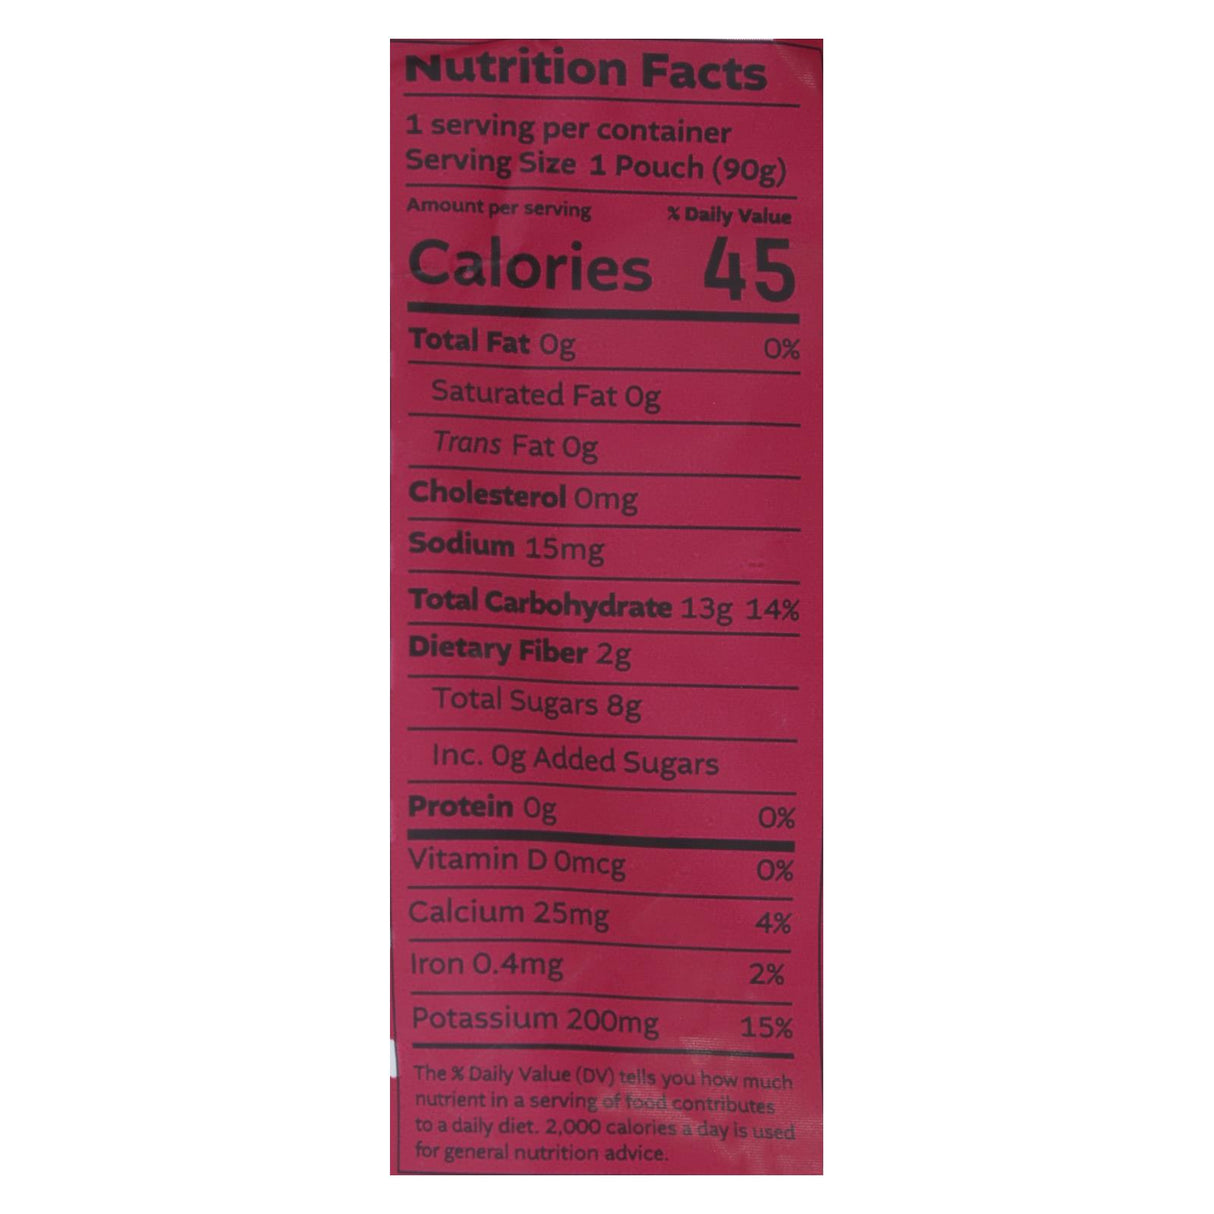 Nutrition Facts
1 serving per container
Serving Size 1 Pouch (90g)
Amount per serving % Daily Value
Calories 45
Total Fat 0g 0%
Saturated Fat 0g
Trans Fat 0g
Cholesterol 0mg
Sodium 15mg
Total Carbohydrate 13g 14%
Dietary Fiber 2g
Total Sugars 8g
Inc. 0g Added Sugars
Protein 0g 0%
Vitamin D 0mcg 0%
Calcium 25mg 4%
Iron 0.4mg 2%
Potassium 200mg 15%
The % Daily Value (DV) tells you how much
nutrient in a serving of food contributes
to a daily diet. 2,000 calories a day is used
for general nutrition advice.